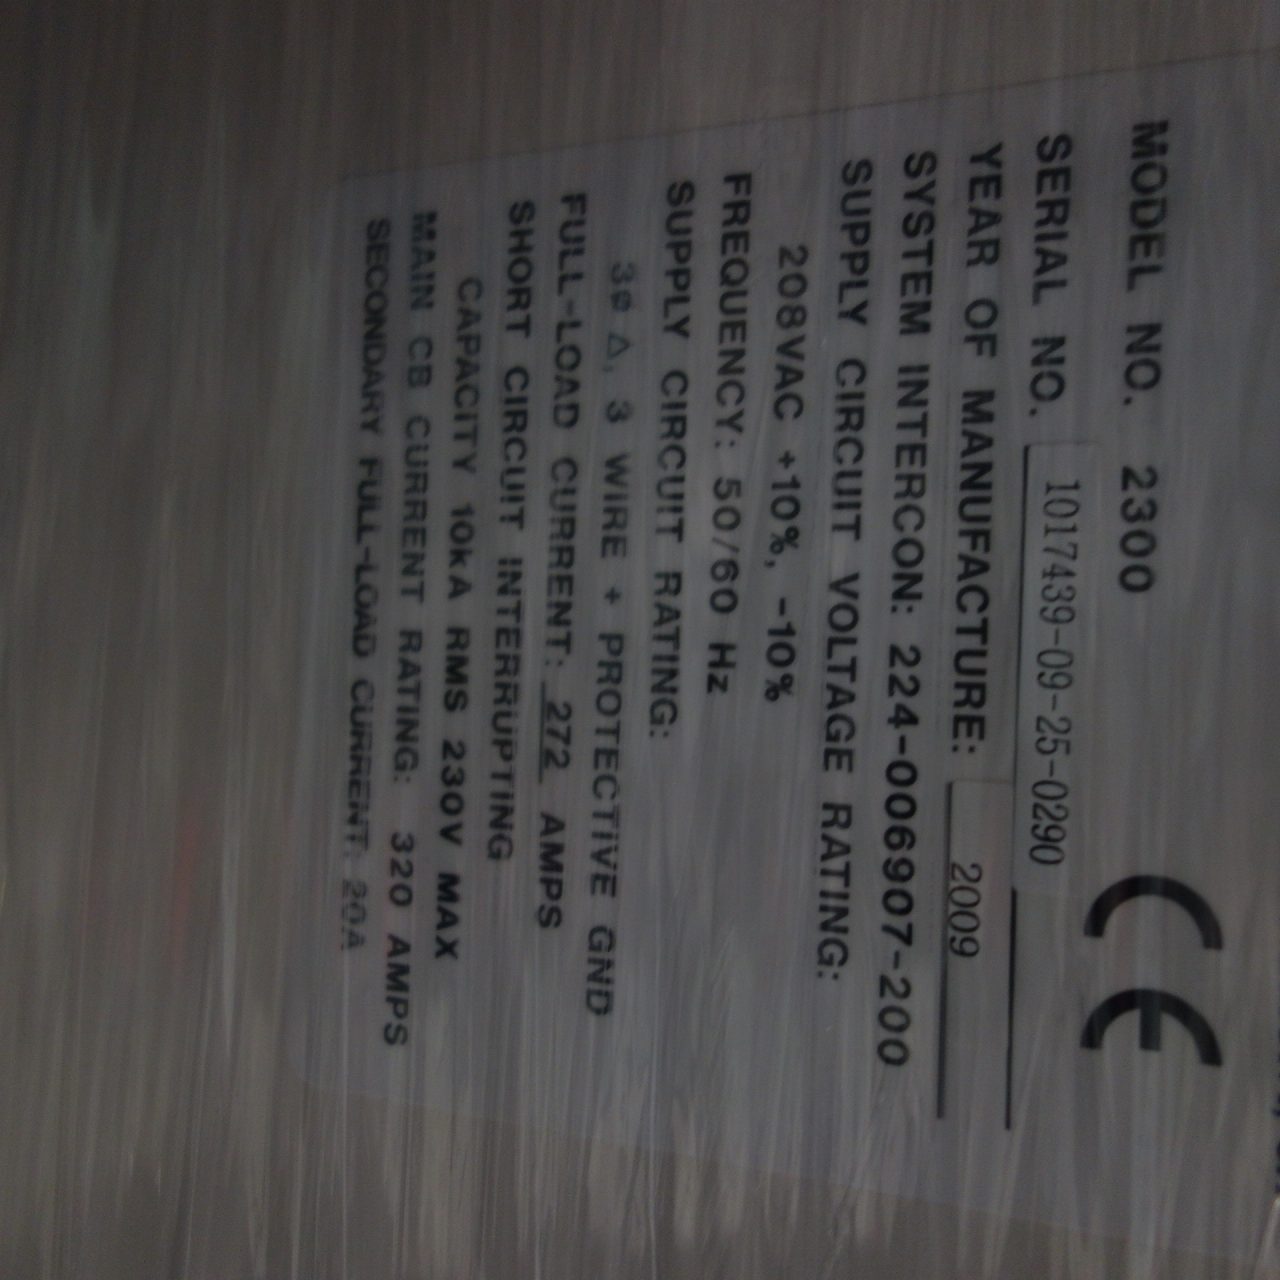 MODEL NO. 2300
SERIAL NO. 1017439-09-25-0290
YEAR OF MANUFACTURE: 2009
CE
SYSTEM INTERCON: 224-006907-200
SUPPLY CIRCUIT VOLTAGE RATING:
208VAC +10%, -10%
FREQUENCY: 50/60 Hz
SUPPLY CIRCUIT RATING:
3Ø Δ, 3 WIRE + PROTECTIVE GND
FULL-LOAD CURRENT: 272 AMPS
SHORT CIRCUIT INTERRUPTING
CAPACITY 10kA RMS 230V MAX
MAIN CB CURRENT RATING: 320 AMPS
SECONDARY FULL-LOAD CURRENT: 20A